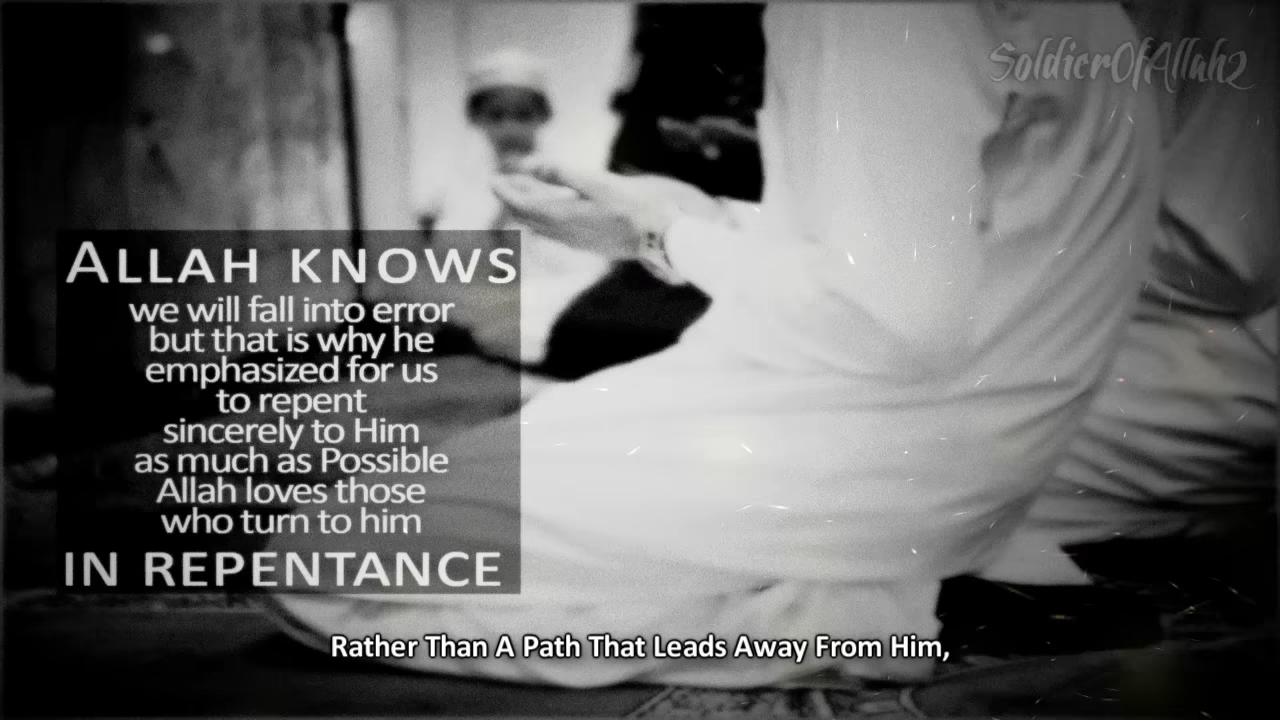 SoldierOfAllah2
ALLAH KNOWS
we will fall into error
but that is why he
emphasized for us
to repent
sincerely to Him
as much as Possible
Allah loves those
who turn to him
IN REPENTANCE
Rather Than A Path That Leads Away From Him,